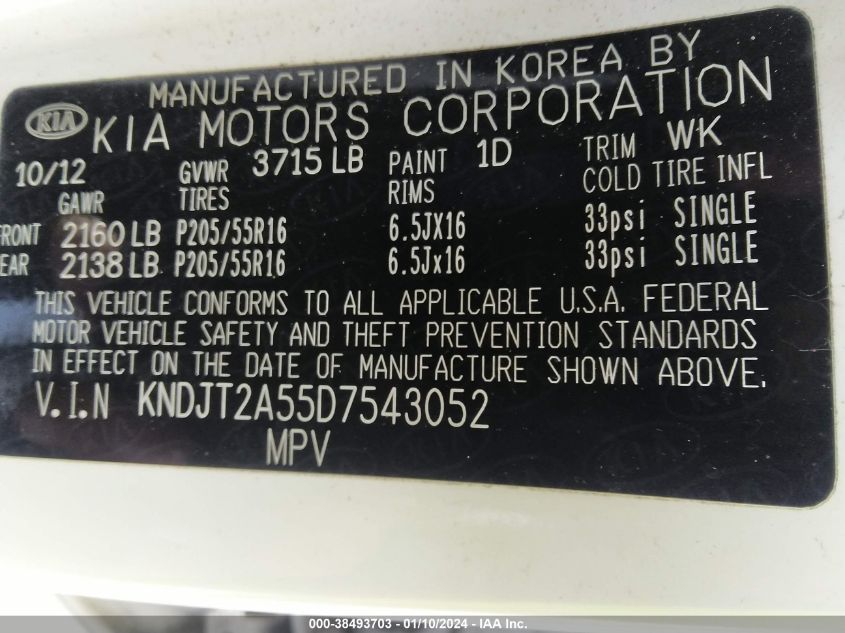 MANUFACTURED IN KOREA BY
KIA KIA MOTORS CORPORATION
10/12 GVWR 3715 LB PAINT 1D TRIM WK
GAWR TIRES RIMS COLD TIRE INFL
RONT 2160 LB P205/55R16 6.5JX16 33psi SINGLE
EAR 2138 LB P205/55R16 6.5Jx16 33psi SINGLE
THIS VEHICLE CONFORMS TO ALL APPLICABLE U.S.A. FEDERAL
MOTOR VEHICLE SAFETY AND THEFT PREVENTION STANDARDS
IN EFFECT ON THE DATE OF MANUFACTURE SHOWN ABOVE.
V.I.N KNDJT2A55D7543052
MPV
000-38493703 - 01/10/2024 - IAA Inc.